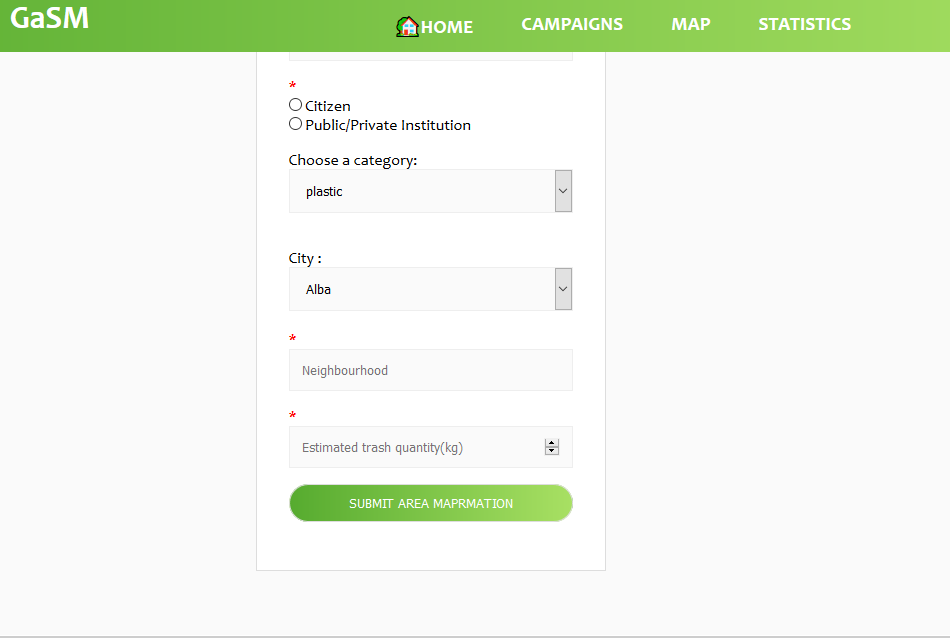 GaSM
HOME
CAMPAIGNS
MAP
STATISTICS
*
Citizen
Public/Private Institution
Choose a category:
plastic
City :
Alba
*
Neighbourhood
*
Estimated trash quantity(kg)
SUBMIT AREA MAPRMATION